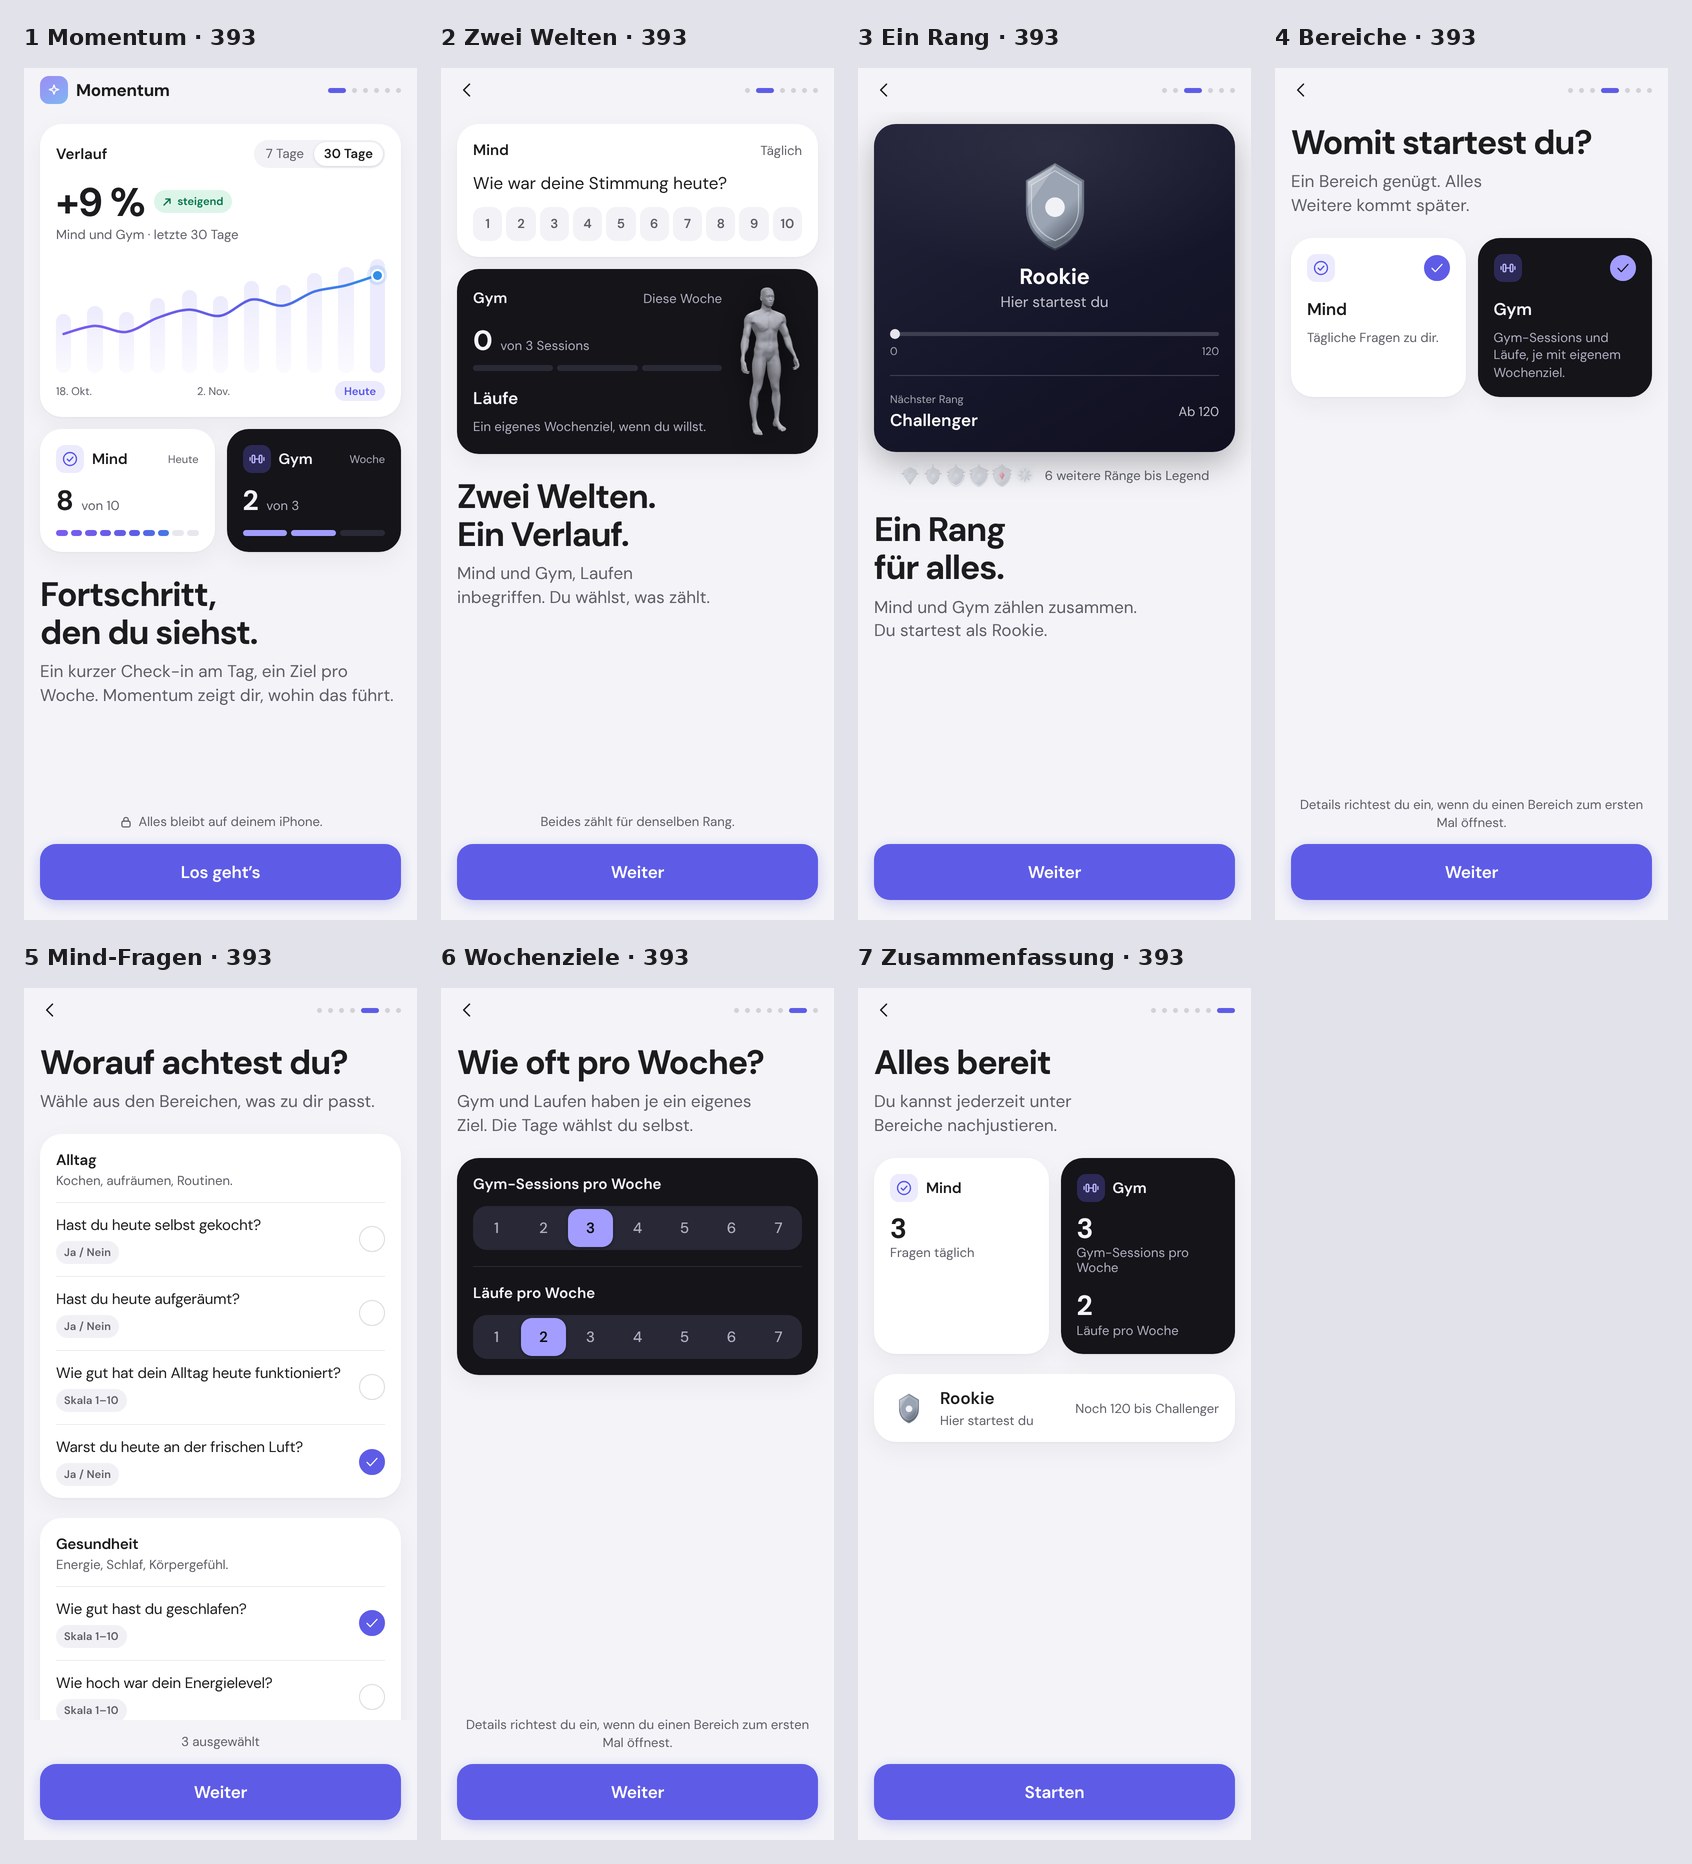 1 Momentum · 393
Momentum
Verlauf
7 Tage
30 Tage
+9 %
steigend
Mind und Gym · letzte 30 Tage
18. Okt.
2. Nov.
Heute
Mind
Heute
8 von 10
Gym
Woche
2 von 3
Fortschritt,
den du siehst.
Ein kurzer Check-in am Tag, ein Ziel pro
Woche. Momentum zeigt dir, wohin das führt.
Alles bleibt auf deinem iPhone.
Los geht’s
2 Zwei Welten · 393
Mind
Täglich
Wie war deine Stimmung heute?
1 2 3 4 5 6 7 8 9 10
Gym
Diese Woche
0 von 3 Sessions
Läufe
Ein eigenes Wochenziel, wenn du willst.
Zwei Welten.
Ein Verlauf.
Mind und Gym, Laufen
inbegriffen. Du wählst, was zählt.
Beides zählt für denselben Rang.
Weiter
3 Ein Rang · 393
Rookie
Hier startest du
0
120
Nächster Rang
Challenger
Ab 120
6 weitere Ränge bis Legend
Ein Rang
für alles.
Mind und Gym zählen zusammen.
Du startest als Rookie.
Weiter
4 Bereiche · 393
Womit startest du?
Ein Bereich genügt. Alles
Weitere kommt später.
Mind
Tägliche Fragen zu dir.
Gym
Gym-Sessions und
Läufe, je mit eigenem
Wochenziel.
Details richtest du ein, wenn du einen Bereich zum ersten
Mal öffnest.
Weiter
5 Mind-Fragen · 393
Worauf achtest du?
Wähle aus den Bereichen, was zu dir passt.
Alltag
Kochen, aufräumen, Routinen.
Hast du heute selbst gekocht?
Ja / Nein
Hast du heute aufgeräumt?
Ja / Nein
Wie gut hat dein Alltag heute funktioniert?
Skala 1–10
Warst du heute an der frischen Luft?
Ja / Nein
Gesundheit
Energie, Schlaf, Körpergefühl.
Wie gut hast du geschlafen?
Skala 1–10
Wie hoch war dein Energielevel?
Skala 1–10
3 ausgewählt
Weiter
6 Wochenziele · 393
Wie oft pro Woche?
Gym und Laufen haben je ein eigenes
Ziel. Die Tage wählst du selbst.
Gym-Sessions pro Woche
1 2 3 4 5 6 7
Läufe pro Woche
1 2 3 4 5 6 7
Details richtest du ein, wenn du einen Bereich zum ersten
Mal öffnest.
Weiter
7 Zusammenfassung · 393
Alles bereit
Du kannst jederzeit unter
Bereiche nachjustieren.
Mind
3
Fragen täglich
Gym
3
Gym-Sessions pro
Woche
2
Läufe pro Woche
Rookie
Hier startest du
Noch 120 bis Challenger
Starten